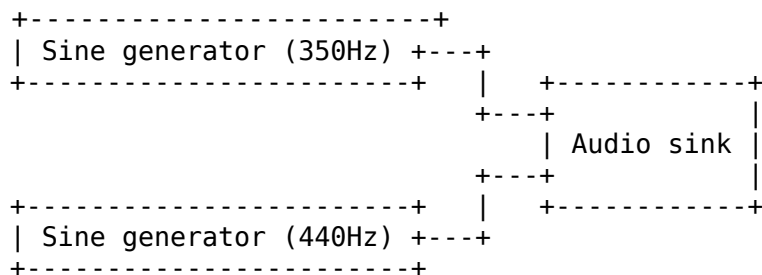 Sine generator (350Hz)
Audio sink
Sine generator (440Hz)